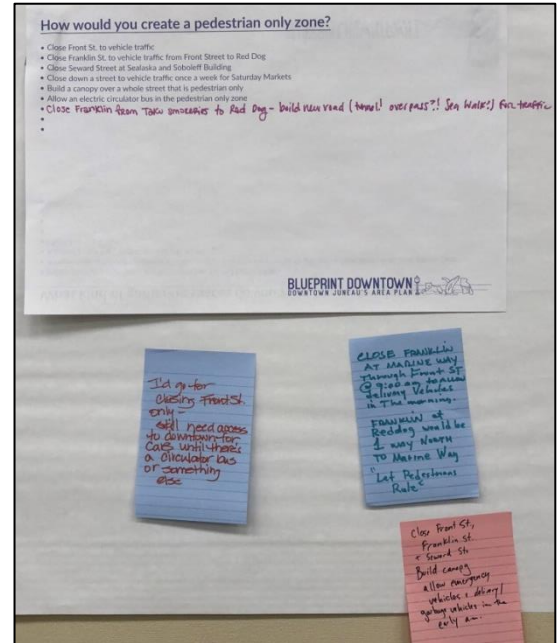 How would you create a pedestrian only zone?
• Close Front St. to vehicle traffic
• Close Franklin St. to vehicle traffic from Front Street to Red Dog
• Close Seward Street at Sealaska and Soboleff Building
• Close down a street to vehicle traffic once a week for Saturday Markets
• Build a canopy over a whole street that is pedestrian only
• Allow an electric circulator bus in the pedestrian only zone
• Close Franklin from Taku smokeries to Red Dog - build new road (tunnel! overpass?! Sea Walk!) for traffic
•
•
BLUEPRINT DOWNTOWN
DOWNTOWN JUNEAU'S AREA PLAN
I'd go for
closing Front St.
only -
still need access
to downtown for
cars until there's
a circulator bus
or something
else
CLOSE FRANKLIN
AT MARINE WAY
Through Front ST
@ 9:00 am to ALLOW
delivery Vehicles
in The morning.
FRANKLIN at
Reddog would be
1 way North
TO Marine Way
"Let Pedestrians
Rule"
Close Front St,
Franklin St.
& Seward St.
Build canopy
allow emergency
vehicles & delivery/
garbage vehicles in the
early a.m.